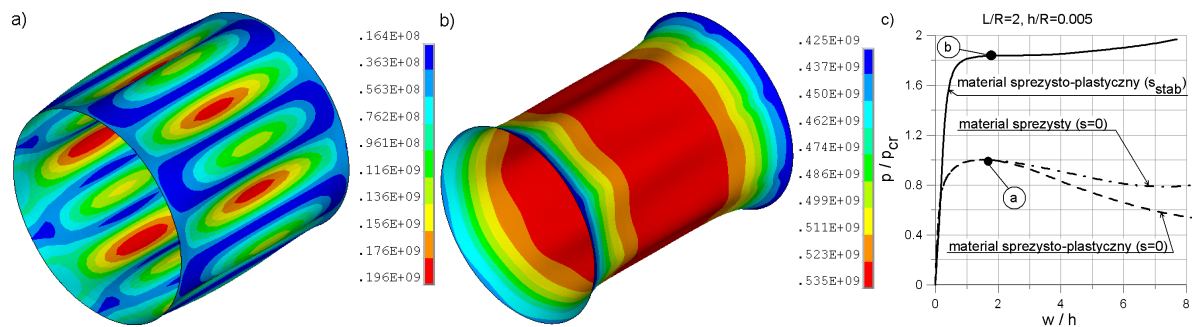 a)
.164E+08
.363E+08
.563E+08
.762E+08
.961E+08
.116E+09
.136E+09
.156E+09
.176E+09
.196E+09
b)
.425E+09
.437E+09
.450E+09
.462E+09
.474E+09
.486E+09
.499E+09
.511E+09
.523E+09
.535E+09
c)
L/R=2, h/R=0.005
2
1.6
1.2
0.8
0.4
0
p / pcr
b
material sprezysto-plastyczny (sstab)
material sprezysty (s=0)
a
material sprezysto-plastyczny (s=0)
0 2 4 6 8
w / h